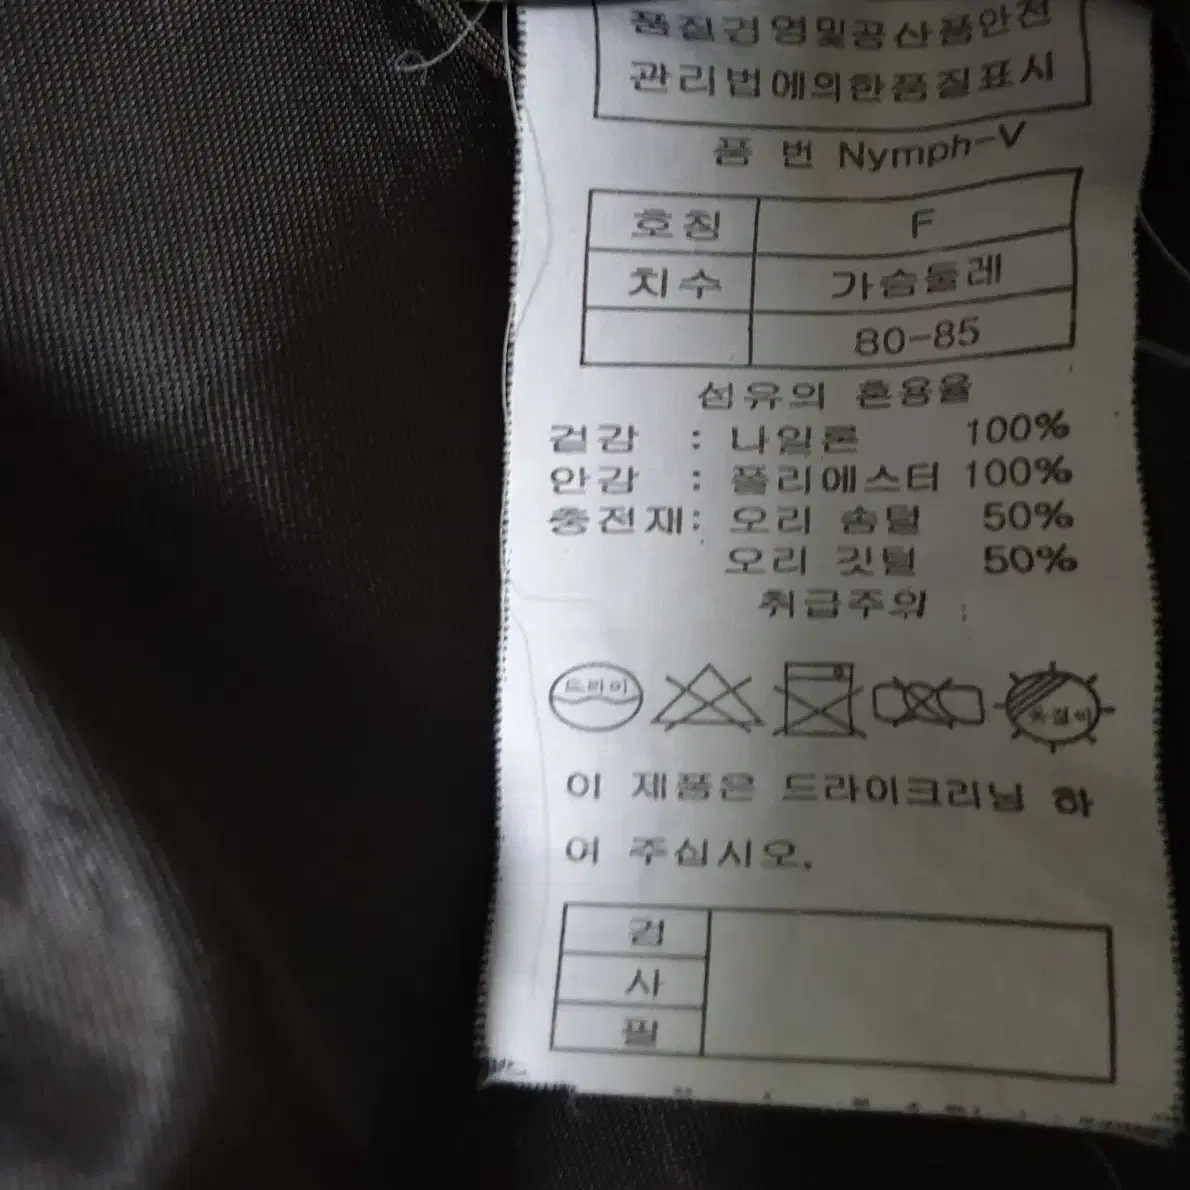 품질경영및공산품안전
관리법에의한품질표시
품 번 Nymph-V
호칭 F
치수 가슴둘레
80-85
섬유의 혼용율
겉감 : 나일론 100%
안감 : 폴리에스터 100%
충전재: 오리 솜털 50%
오리 깃털 50%
취급주의 :
드라이
옷걸이
이 제품은 드라이크리닝 하
여 주십시오.
검
사
필